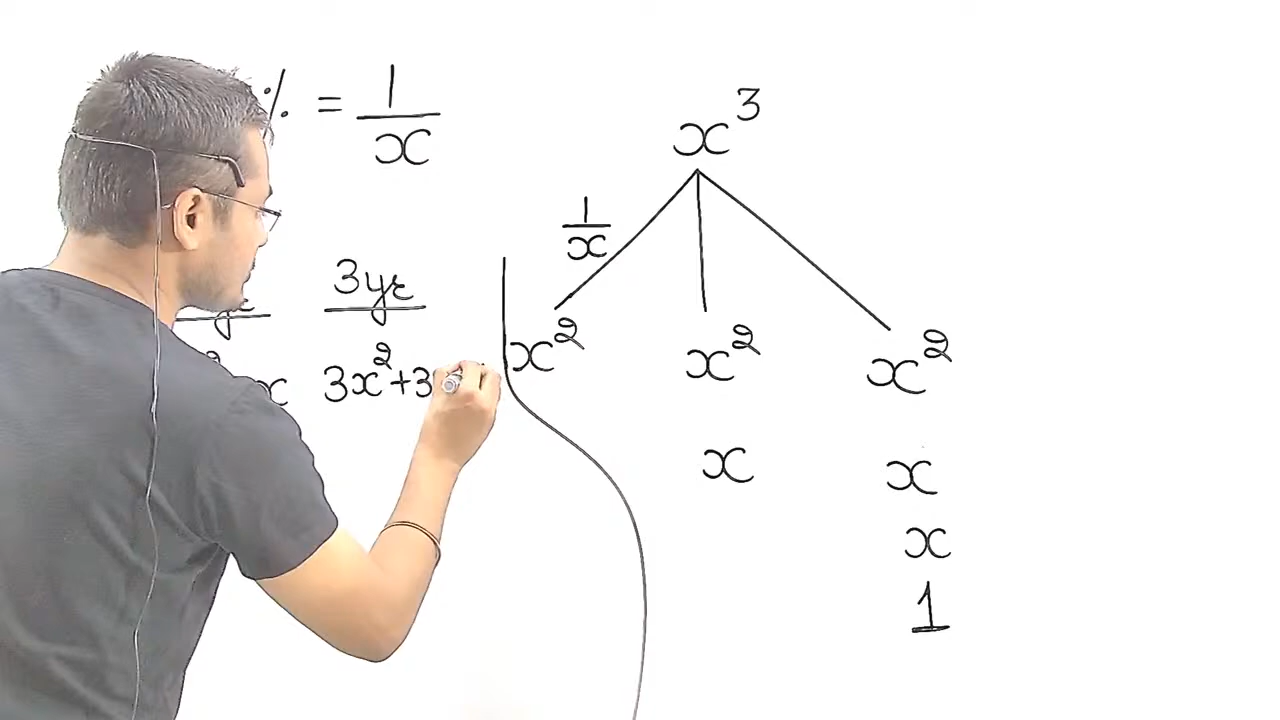 % = 1/x
x³
1/x
3yr
x² x² x²
x 3x²+3
x x
x
1